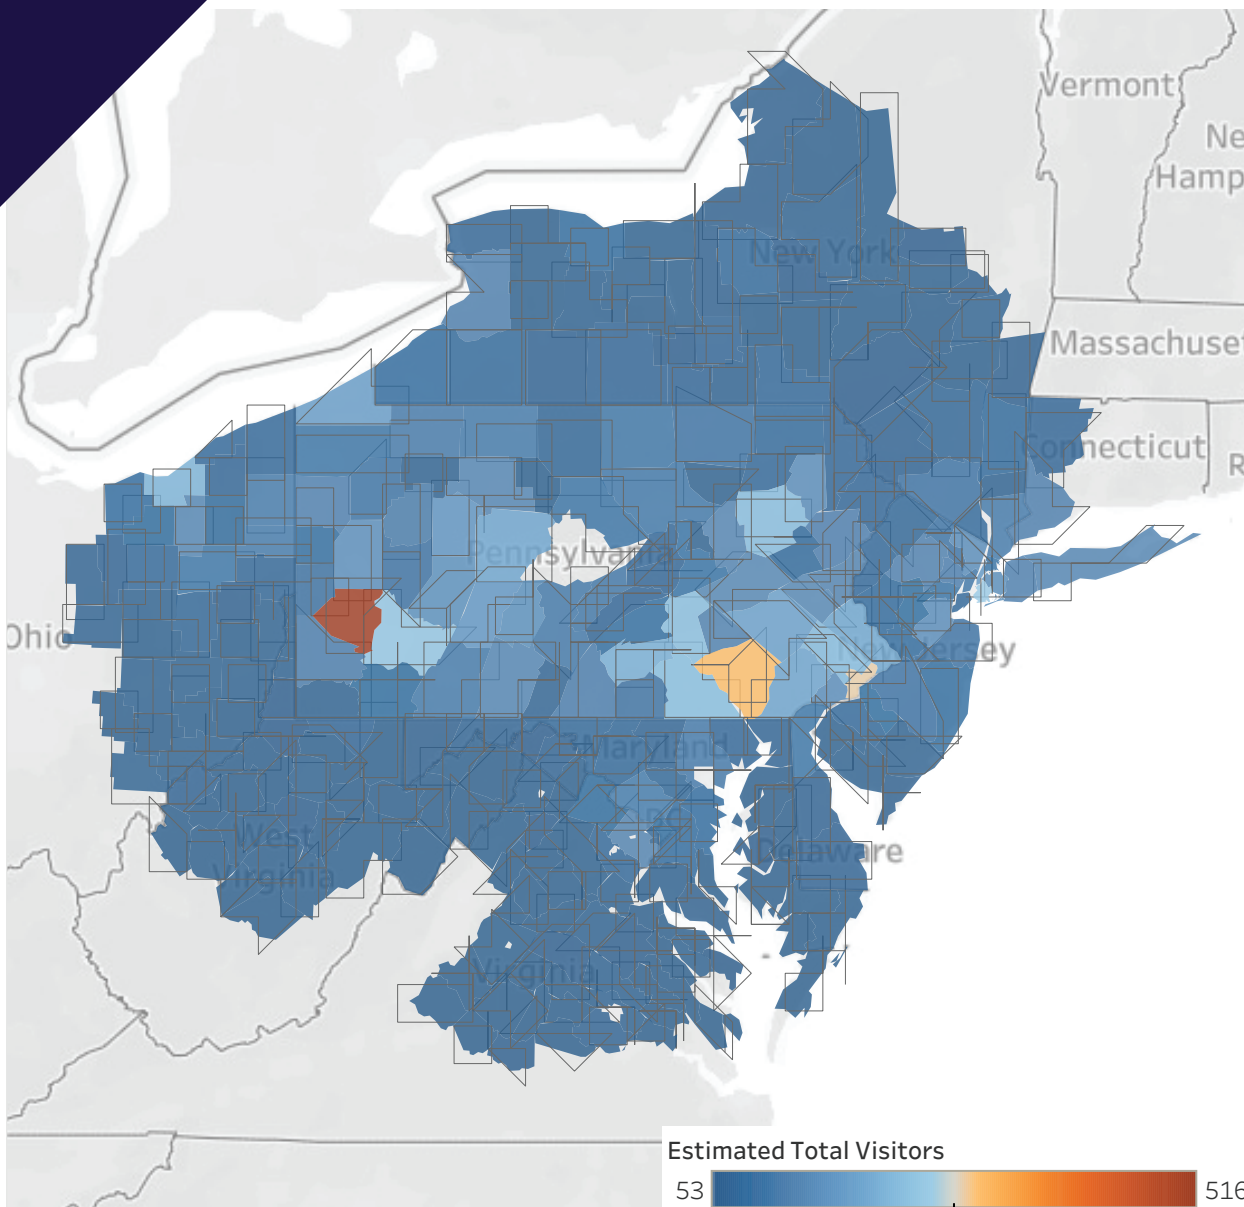 Vermont
Ne
Hamp
New York
Massachuset
Connecticut
R
Pennsylvania
Ohio
New Jersey
Maryland
DC
West
Virginia
Delaware
Virginia
Estimated Total Visitors
53
516